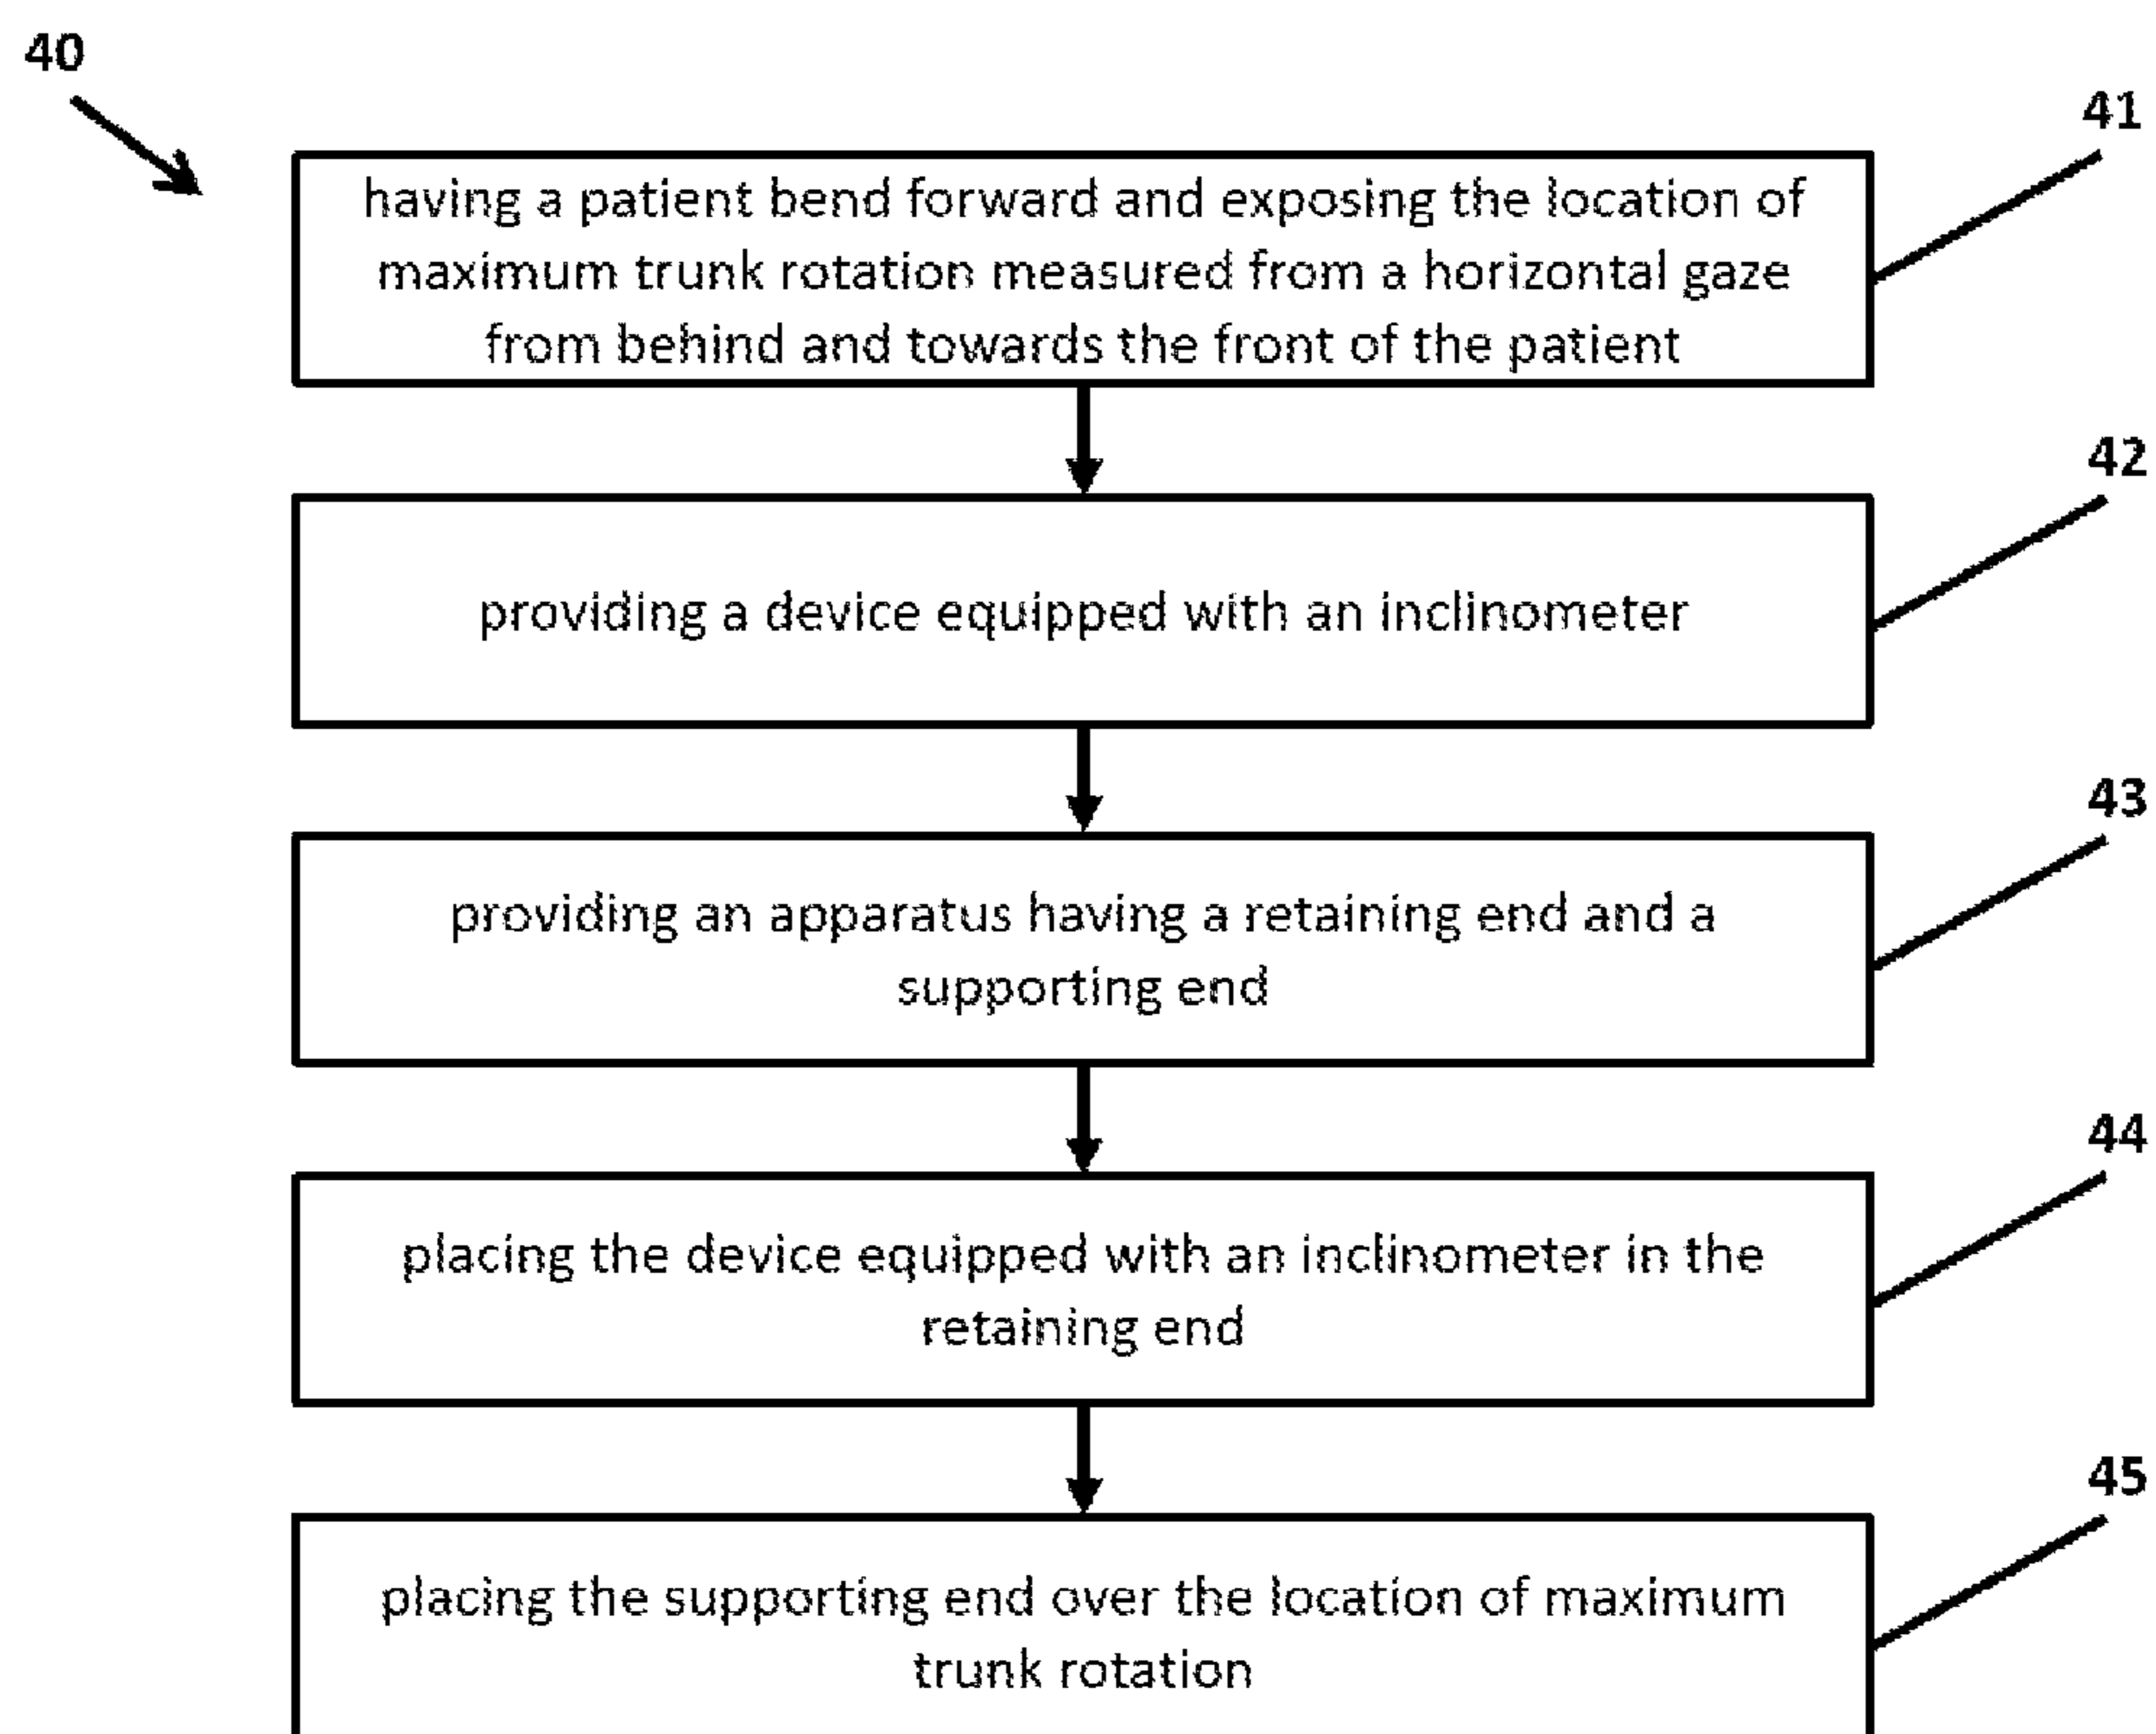 40
41
having a patient bend forward and exposing the location of
maximum trunk rotation measured from a horizontal gaze
from behind and towards the front of the patient
42
providing a device equipped with an inclinometer
43
providing an apparatus having a retaining end and a
supporting end
44
placing the device equipped with an inclinometer in the
retaining end
45
placing the supporting end over the location of maximum
trunk rotation